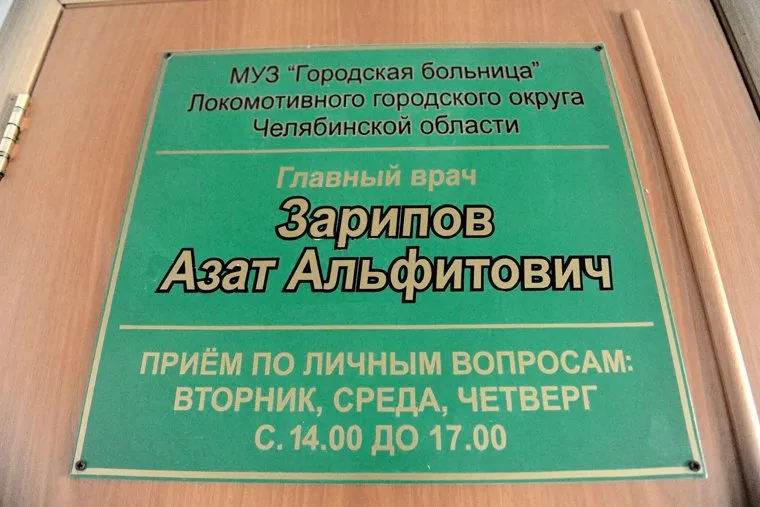 МУЗ "Городская больница"
Локомотивного городского округа
Челябинской области
Главный врач
Зарипов
Азат Альфитович
ПРИЁМ ПО ЛИЧНЫМ ВОПРОСАМ:
ВТОРНИК, СРЕДА, ЧЕТВЕРГ
С. 14.00 ДО 17.00